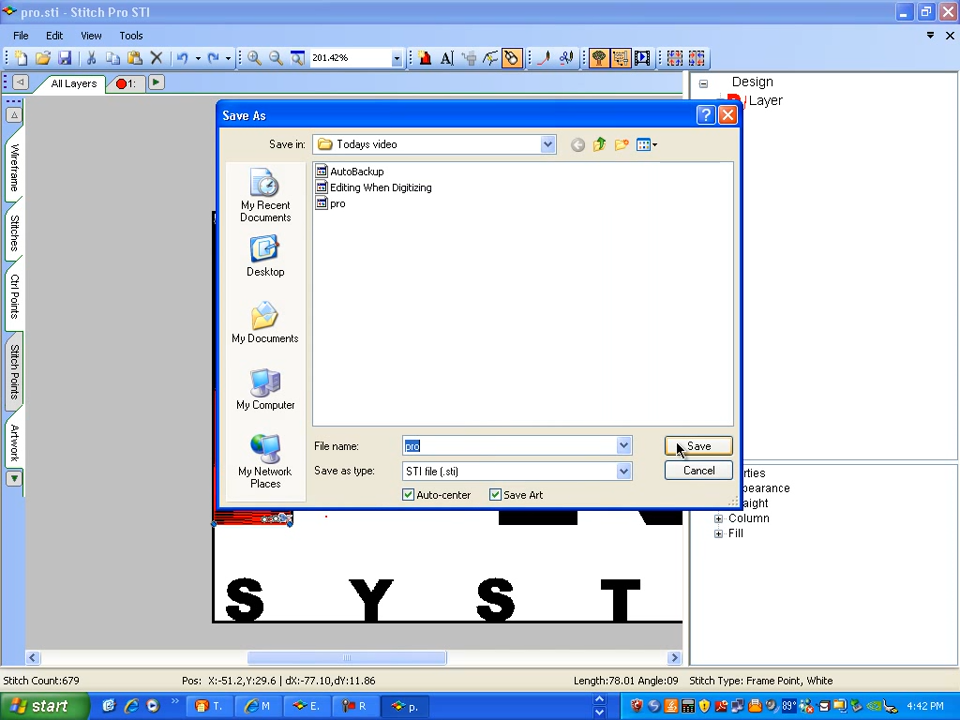 pro.sti - Stitch Pro STI
File Edit View Tools
201.42%
All Layers 1:
Design
Layer
Wireframe
Stitches
Ctrl Points
Stitch Points
Artwork
Save As
Save in: Todays video
My Recent Documents
Desktop
My Documents
My Computer
My Network Places
AutoBackup
Editing When Digitizing
pro
File name: pro Save
Save as type: STI file (.sti) Cancel
Auto-center Save Art
erties
pearance
aight
Column
Fill
S Y S T
Stitch Count:679 Pos: X:-51.2,Y:29.6 ; dX:-77.10,dY:11.86 Length:78.01 Angle:09 Stitch Type: Frame Point, White
start T. M E. R p. 89° 4:42 PM